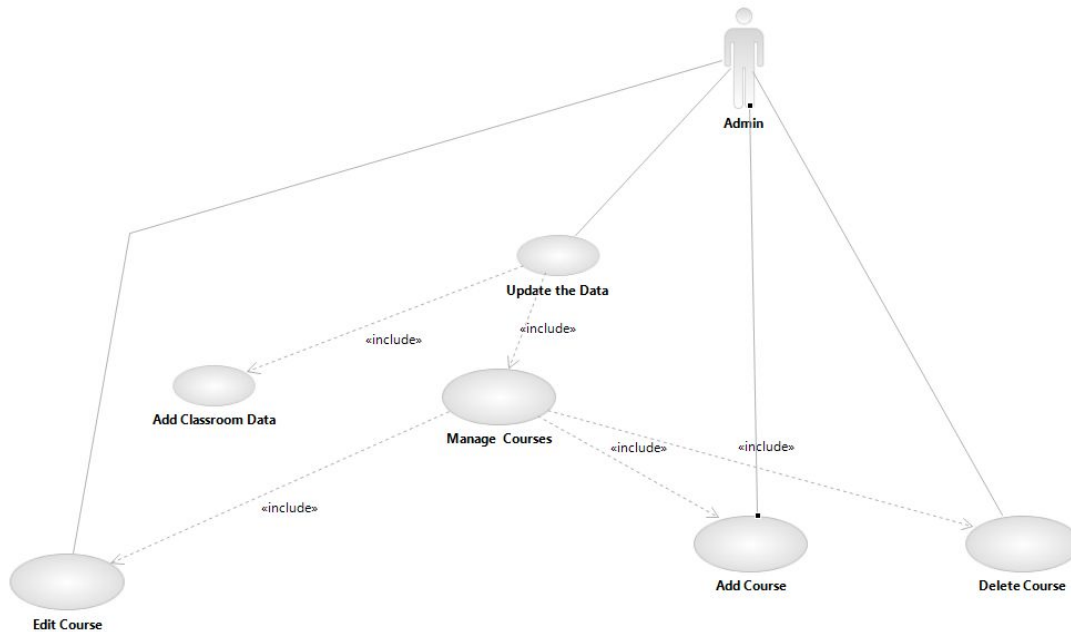 Admin
Update the Data
«include»
«include»
Add Classroom Data
Manage Courses
«include»
«include»
«include»
Add Course
Delete Course
Edit Course